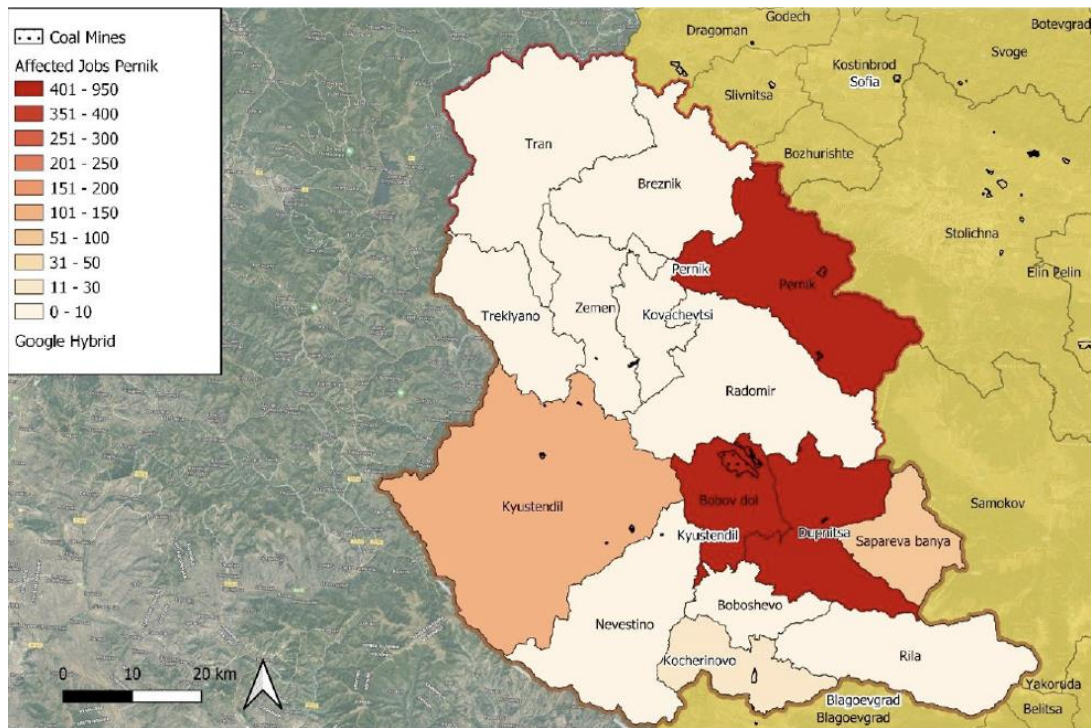 Coal Mines
Affected Jobs Pernik
401 - 950
351 - 400
251 - 300
201 - 250
151 - 200
101 - 150
51 - 100
31 - 50
11 - 30
0 - 10
Google Hybrid
Godech
Botevgrad
Dragoman
Svoge
Kostinbrod
Sofia
Slivnitsa
Bozhurishte
Tran
Breznik
Stolichna
Elin Pelin
Pernik
Pernik
Treklyano
Zemen
Kovachevtsi
Radomir
Kyustendil
Bobov dol
Samokov
Kyustendil
Dupnitsa
Sapareva banya
Nevestino
Boboshevo
Kocherinovo
Rila
0 10 20 km
Blagoevgrad
Blagoevgrad
Yakoruda
Belitsa